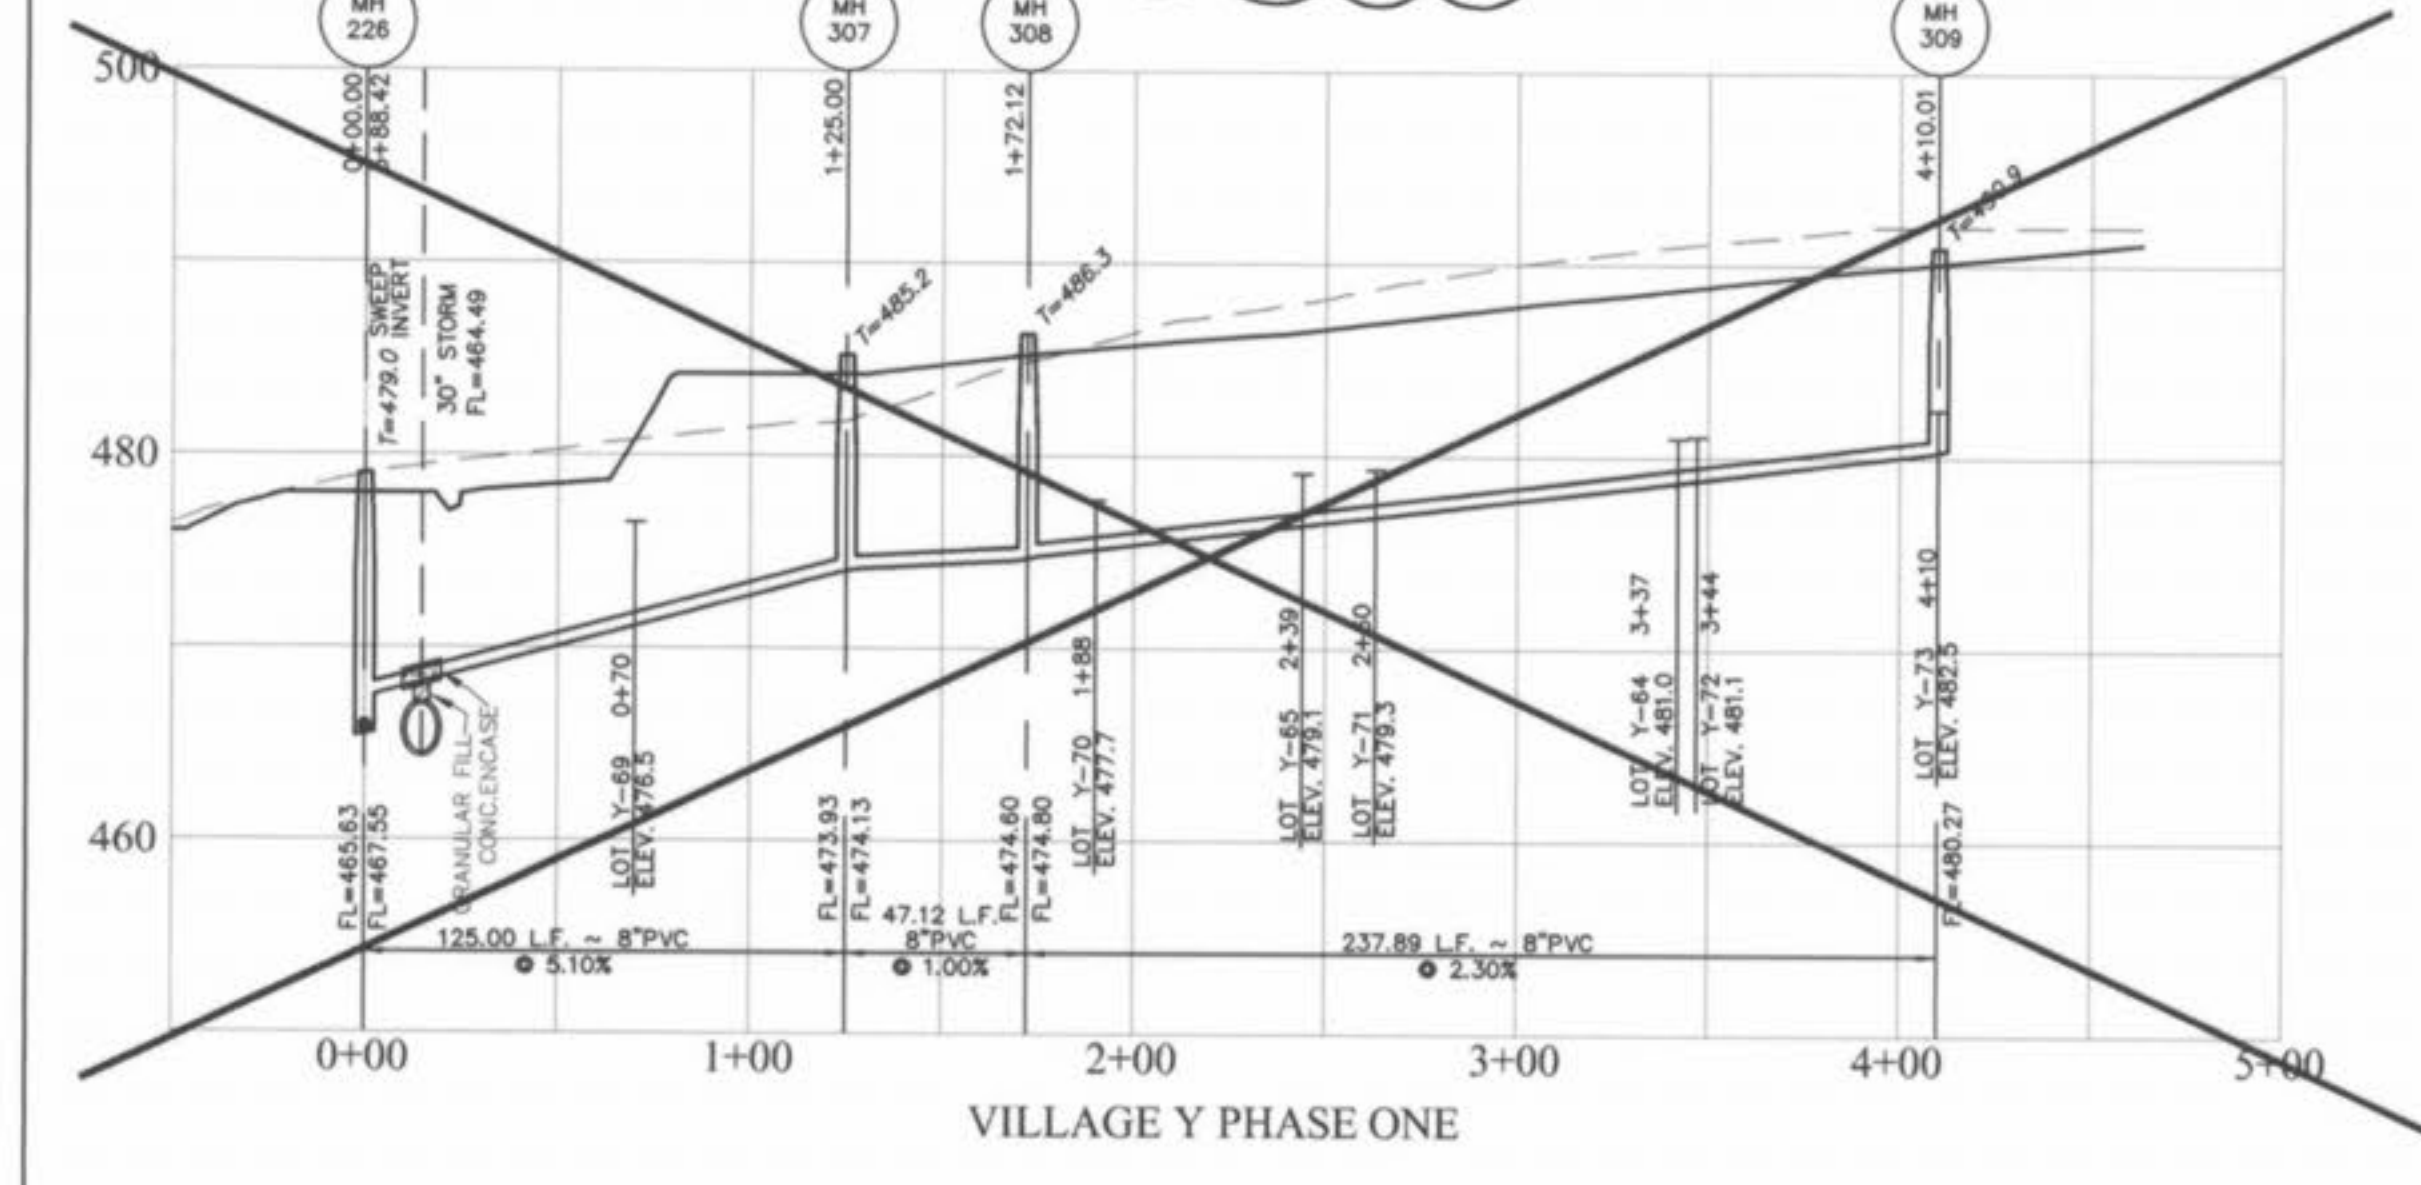 MH
226
MH
307
MH
308
MH
309
500
480
460
0+00.00
1+25.00
1+72.12
4+10.01
T=479.0 SWEEP
INVERT
30" STORM
FL=464.49
T=485.2
T=486.3
GRANULAR FILL
CONC.ENCASE
LOT Y-69 0+70
ELEV. 476.5
LOT Y-70 1+88
ELEV. 477.7
LOT Y-65 2+39
ELEV. 479.1
LOT Y-71
ELEV. 479.3
LOT Y-64 3+37
ELEV. 481.0
LOT Y-72 3+44
ELEV. 481.1
LOT Y-73 4+10
ELEV. 482.5
FL=465.63
FL=467.55
FL=473.93
FL=474.13
FL=474.60
FL=474.80
FL=480.27
125.00 L.F. ~ 8"PVC
@ 5.10%
47.12 L.F.
8"PVC
@ 1.00%
237.89 L.F. ~ 8"PVC
@ 2.30%
0+00
1+00
2+00
3+00
4+00
5+00
VILLAGE Y PHASE ONE